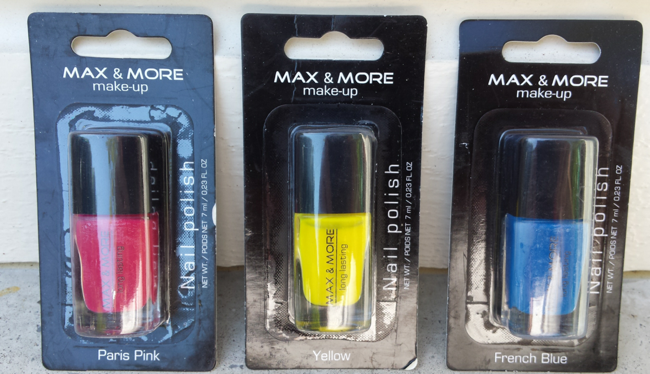 MAX & MORE
make-up
Nail polish
NET WT. / POIDS NET 7 ml / 0,23 FL OZ
Paris Pink
MAX & MORE
make-up
MAX & MORE
long lasting
Nail polish
NET WT. / POIDS NET 7 ml / 0,23 FL OZ
Yellow
MAX & MORE
make-up
Nail polish
NET WT. / POIDS NET 7 ml / 0,23 FL OZ
French Blue